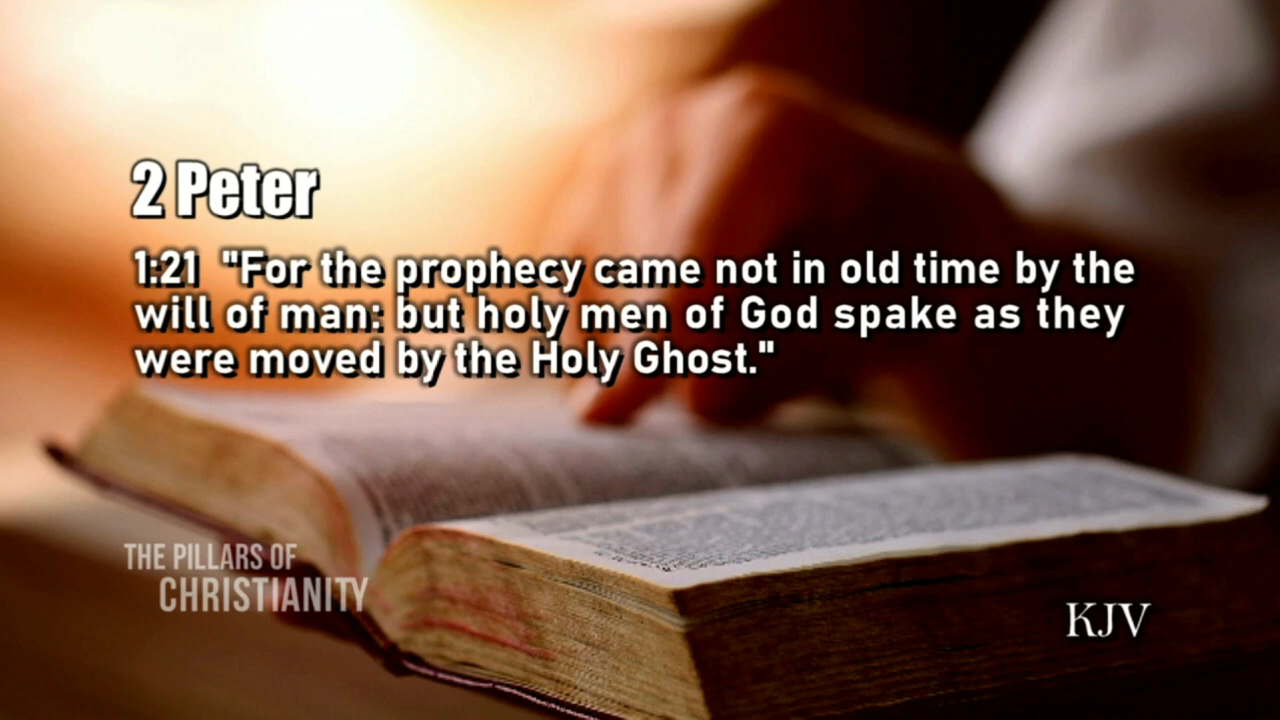 2 Peter
1:21 "For the prophecy came not in old time by the
will of man: but holy men of God spake as they
were moved by the Holy Ghost."
THE PILLARS OF
CHRISTIANITY
KJV